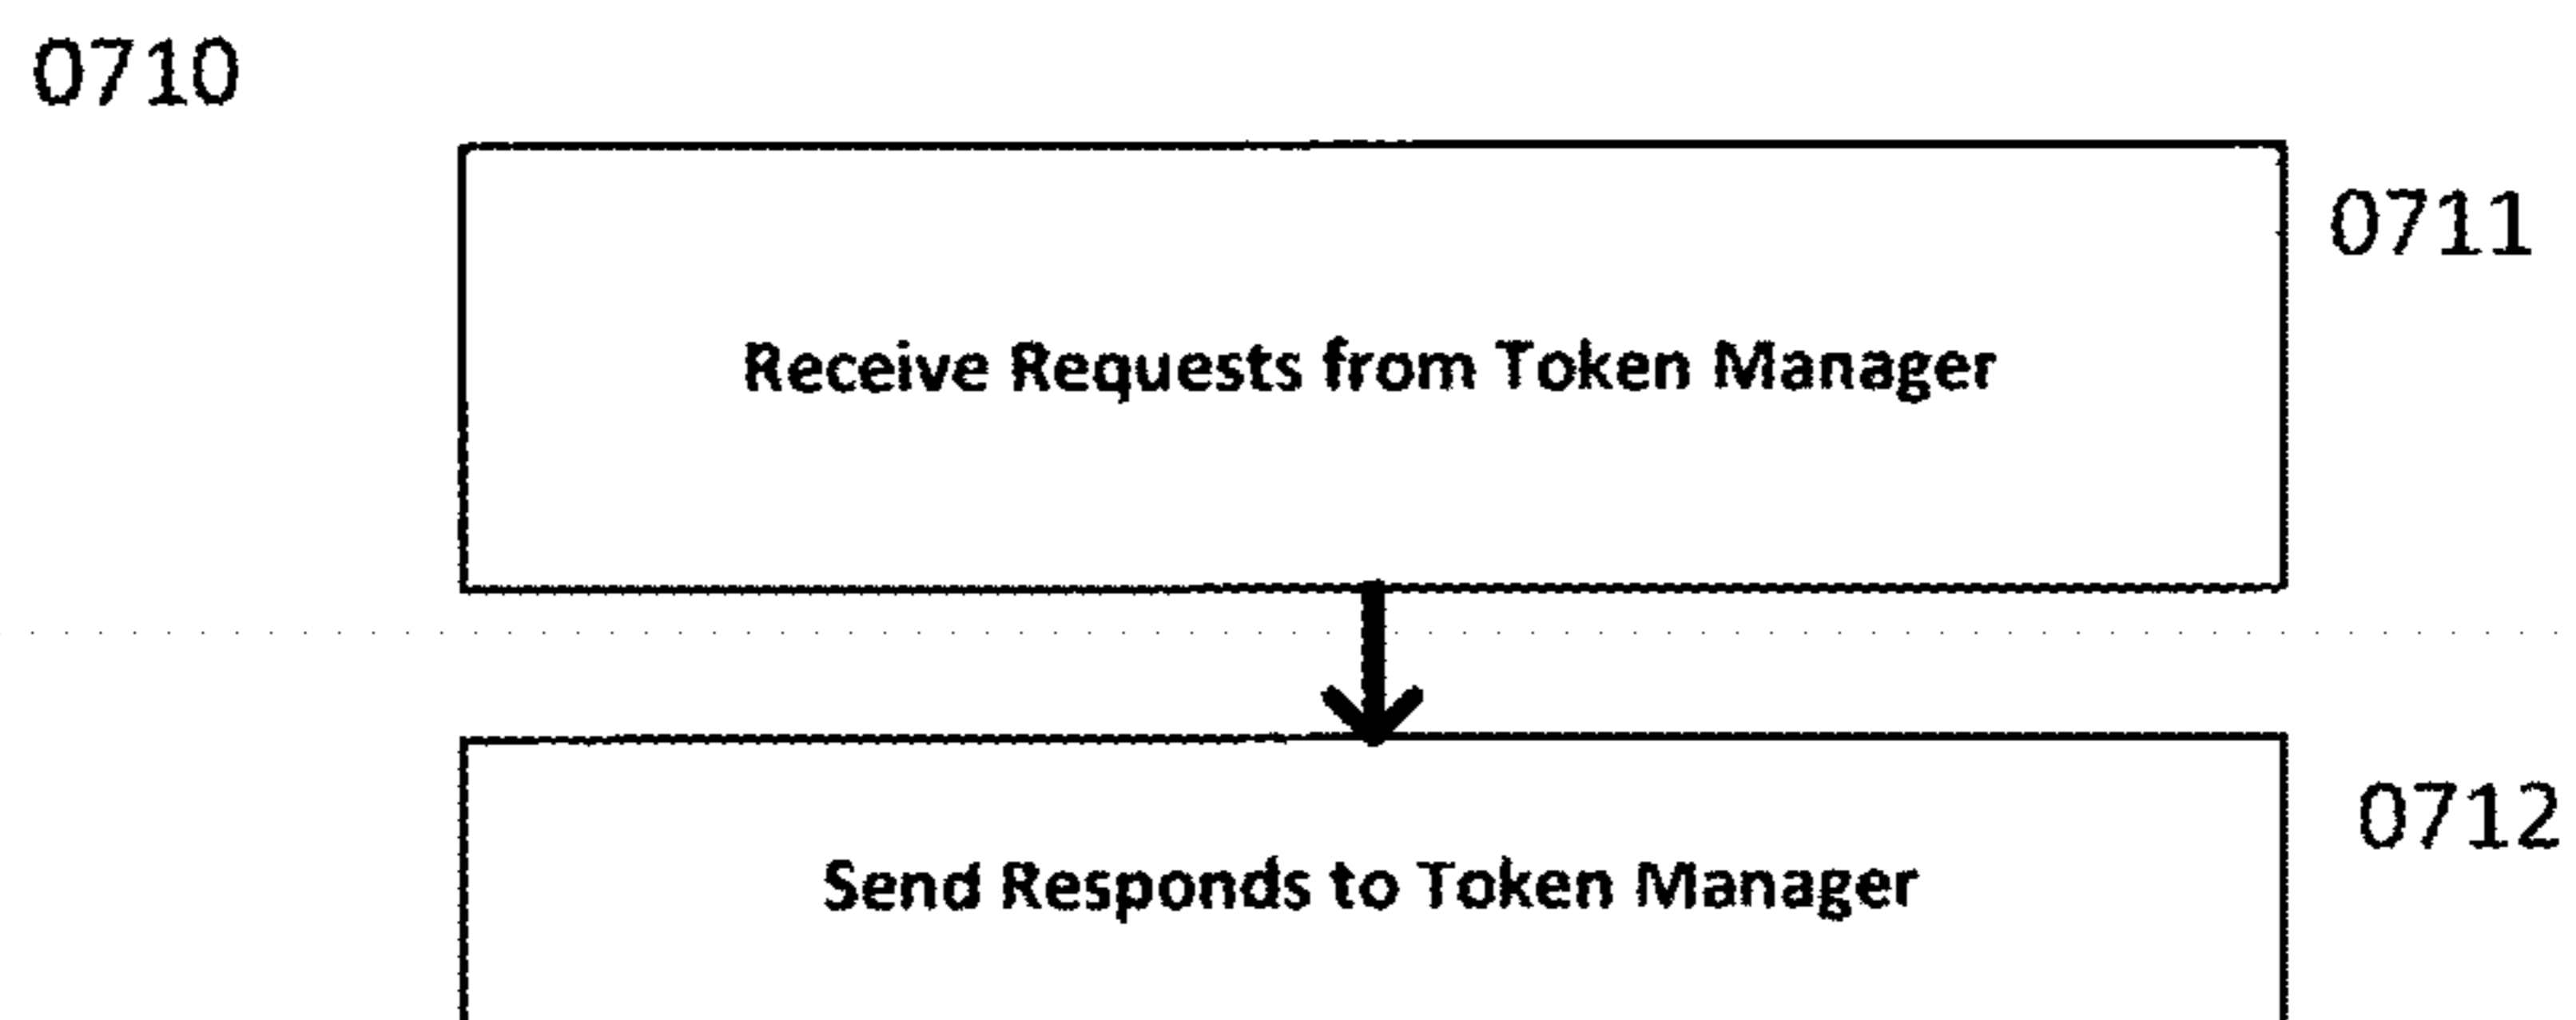 0710
0711
Receive Requests from Token Manager
0712
Send Responds to Token Manager